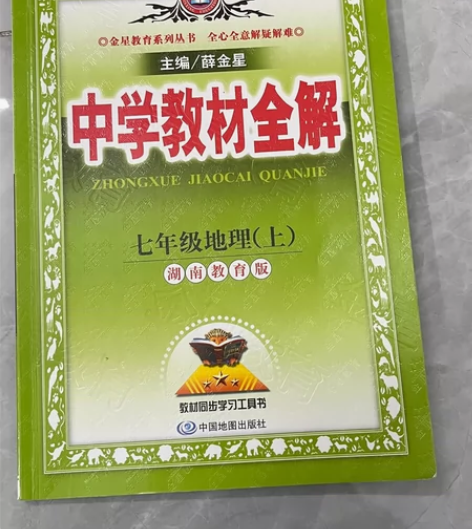 ◎金星教育系列丛书 全心全意解疑解难◎
主编/薛金星
中学教材全解
ZHONGXUE JIAOCAI QUANJIE
七年级地理(上)
湖南教育版
教材同步学习工具书
中国地图出版社